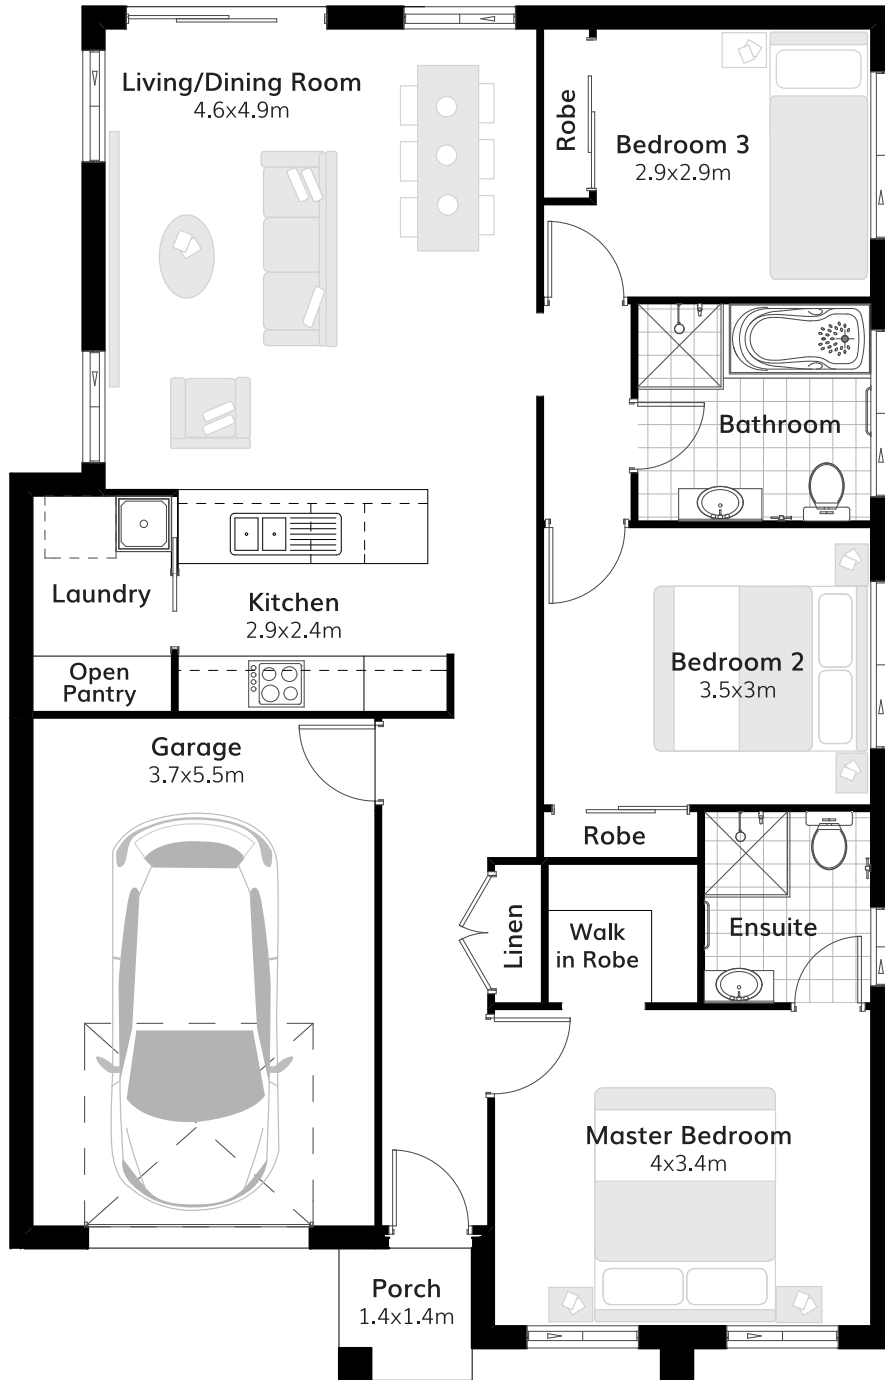 Living/Dining Room
4.6x4.9m
Robe
Bedroom 3
2.9x2.9m
Bathroom
Laundry
Kitchen
2.9x2.4m
Open
Pantry
Bedroom 2
3.5x3m
Garage
3.7x5.5m
Robe
Linen
Walk
in Robe
Ensuite
Master Bedroom
4x3.4m
Porch
1.4x1.4m